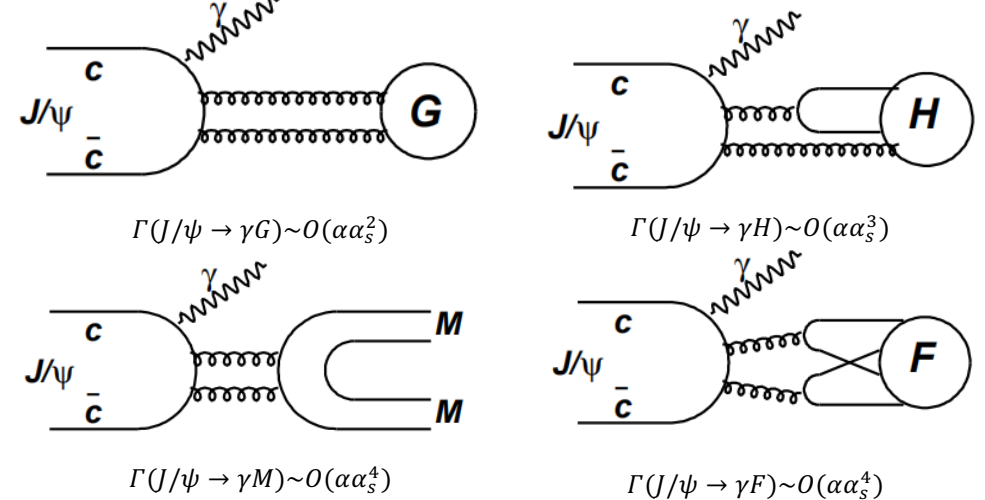 γ
c
J/ψ
c̄
G
Γ(J/ψ → γG)~O(αα_s^2)
γ
c
J/ψ
c̄
H
Γ(J/ψ → γH)~O(αα_s^3)
γ
c
J/ψ
c̄
M
M
Γ(J/ψ → γM)~O(αα_s^4)
γ
c
J/ψ
c̄
F
Γ(J/ψ → γF)~O(αα_s^4)